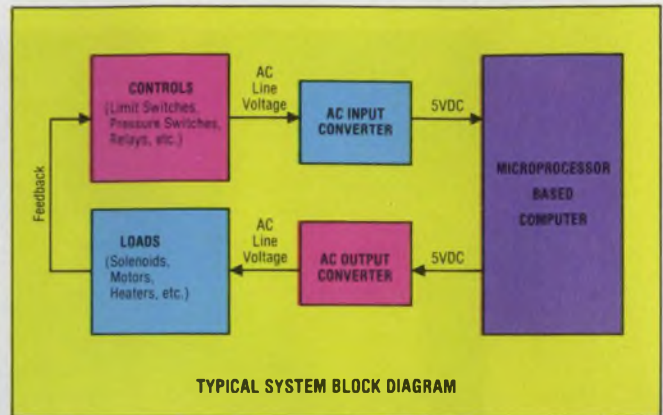 CONTROLS
(Limit Switches,
Pressure Switches,
Relays, etc.)
AC
Line
Voltage
AC INPUT
CONVERTER
5VDC
MICROPROCESSOR
BASED
COMPUTER
Feedback
LOADS
(Solenoids,
Motors,
Heaters, etc.)
AC
Line
Voltage
AC OUTPUT
CONVERTER
5VDC
TYPICAL SYSTEM BLOCK DIAGRAM